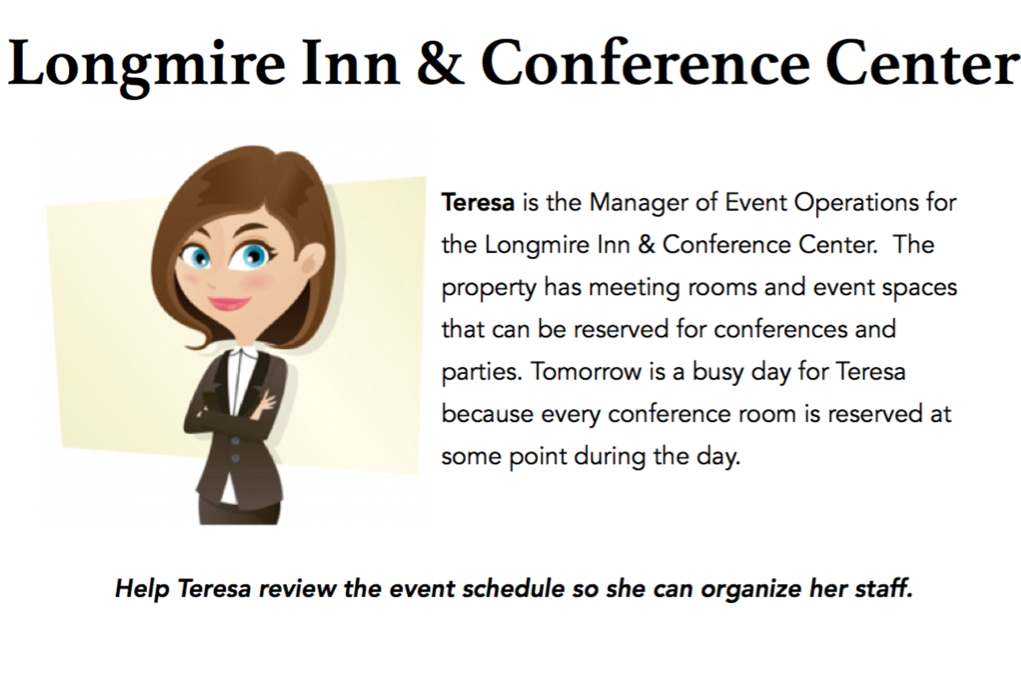 Longmire Inn & Conference Center
Teresa is the Manager of Event Operations for
the Longmire Inn & Conference Center.  The
property has meeting rooms and event spaces
that can be reserved for conferences and
parties. Tomorrow is a busy day for Teresa
because every conference room is reserved at
some point during the day.
Help Teresa review the event schedule so she can organize her staff.